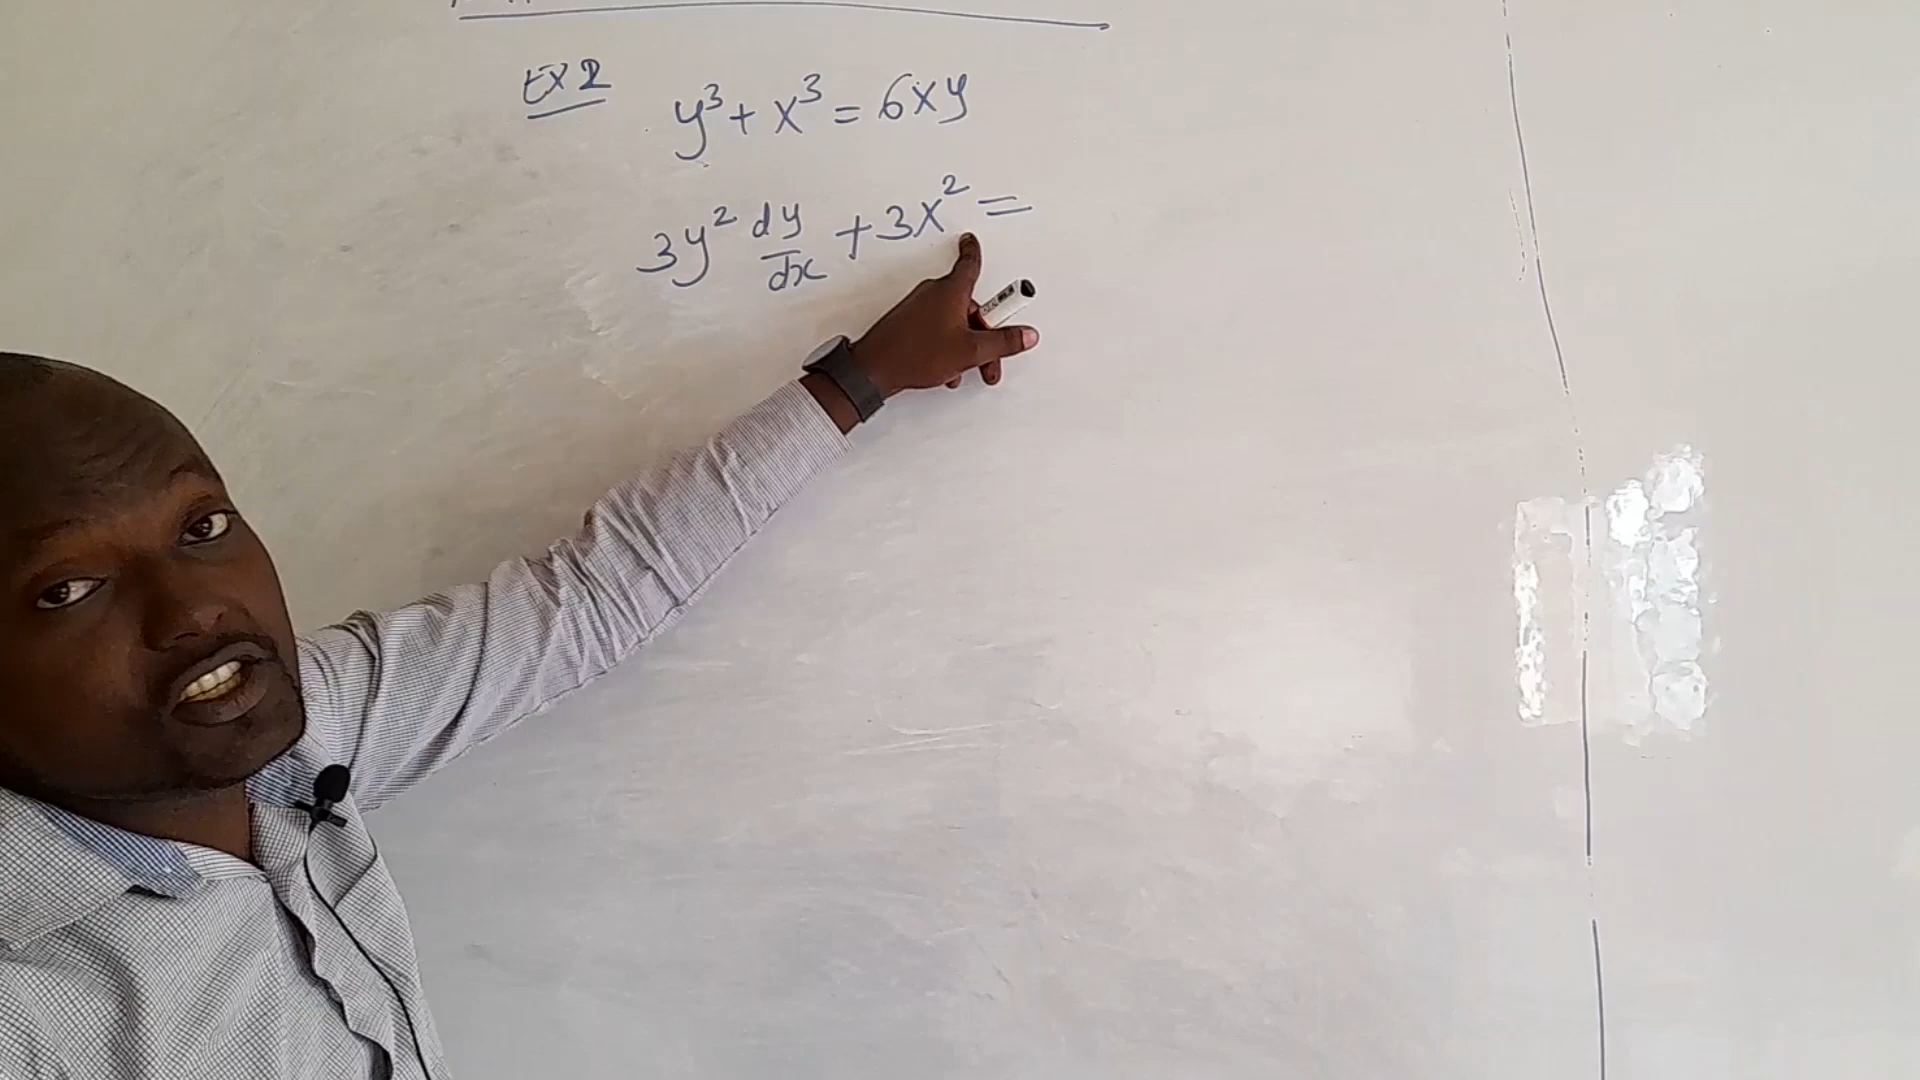 EX 2
y³ + x³ = 6xy
3y² dy/dx + 3x² =